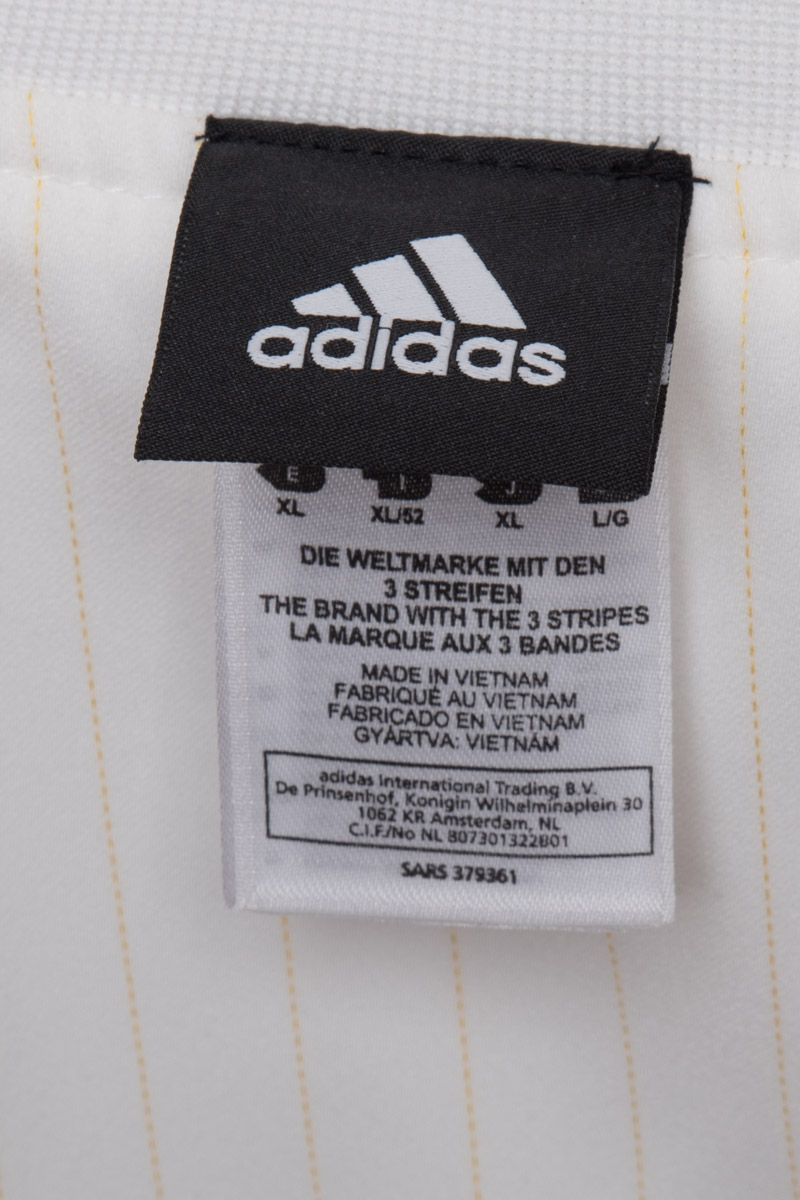 adidas
E I J
XL XL/52 XL L/G
DIE WELTMARKE MIT DEN
3 STREIFEN
THE BRAND WITH THE 3 STRIPES
LA MARQUE AUX 3 BANDES
MADE IN VIETNAM
FABRIQUÉ AU VIETNAM
FABRICADO EN VIETNAM
GYÁRTVA: VIETNÁM
adidas International Trading B.V.
De Prinsenhof, Konigin Wilhelminaplein 30
1062 KR Amsterdam, NL
C.I.F./No NL 807301322B01
SARS 379361